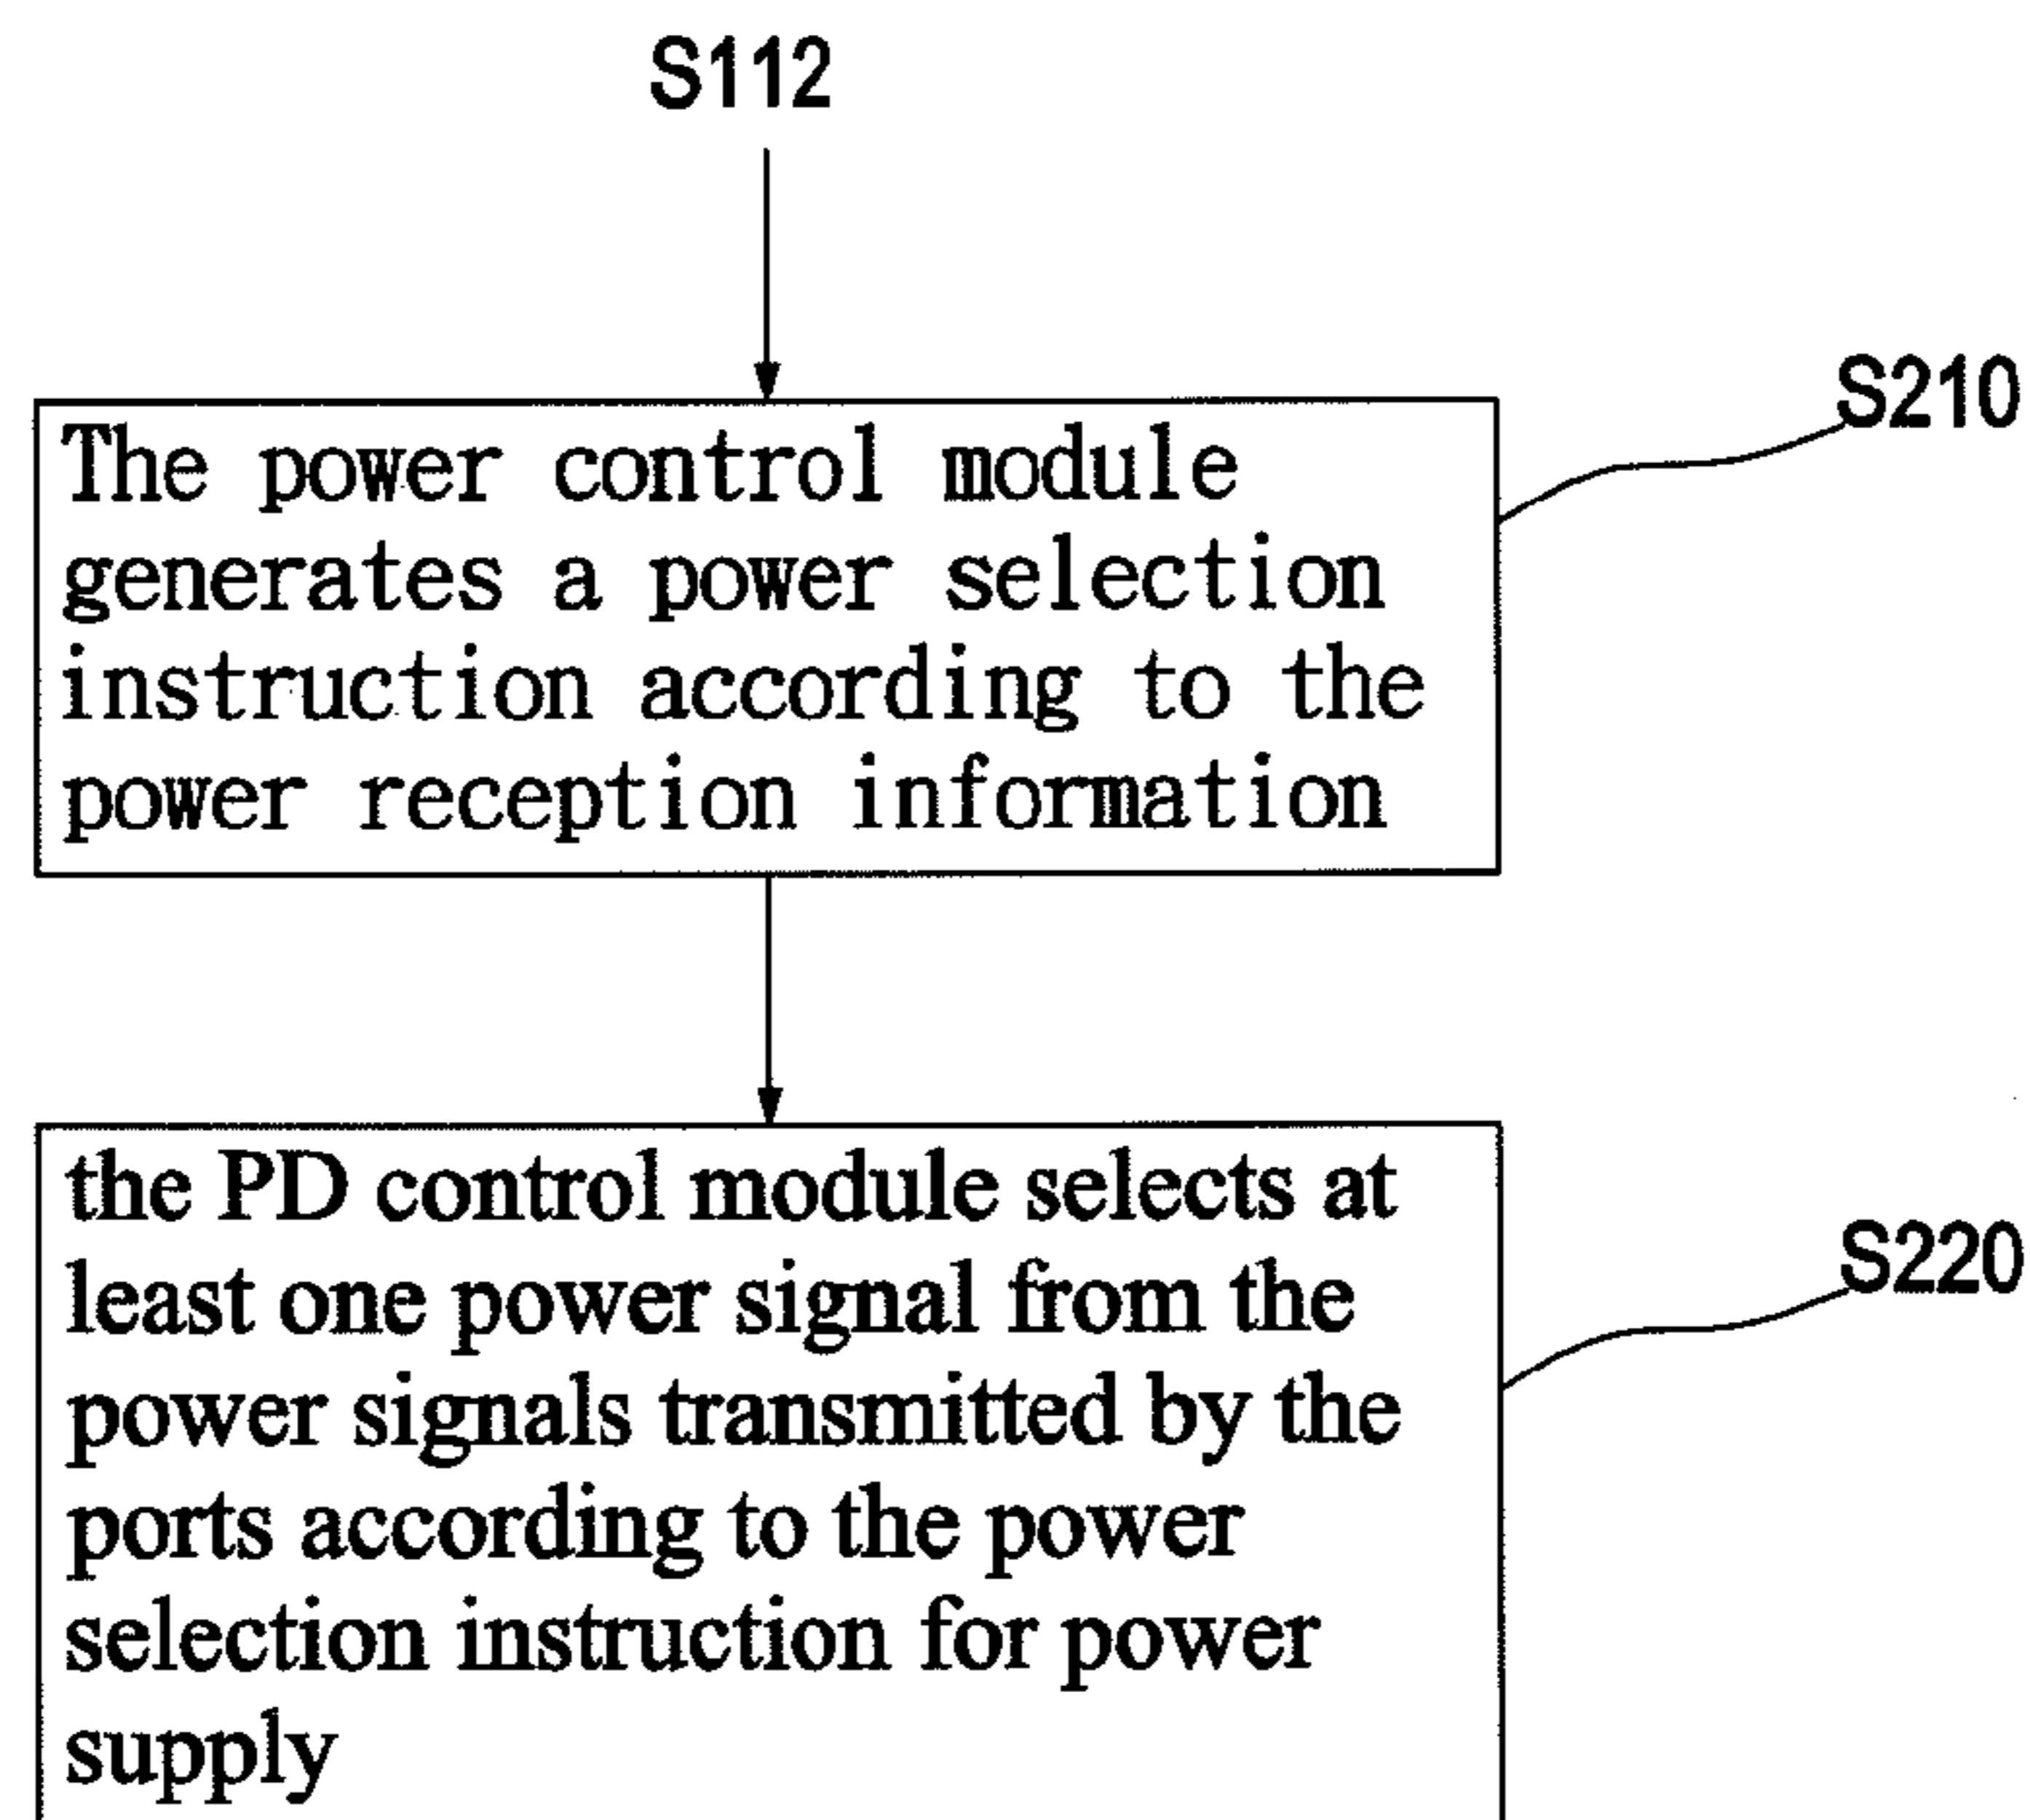 S112
S210
The power control module
generates a power selection
instruction according to the
power reception information
the PD control module selects at
least one power signal from the
power signals transmitted by the
ports according to the power
selection instruction for power
supply
S220